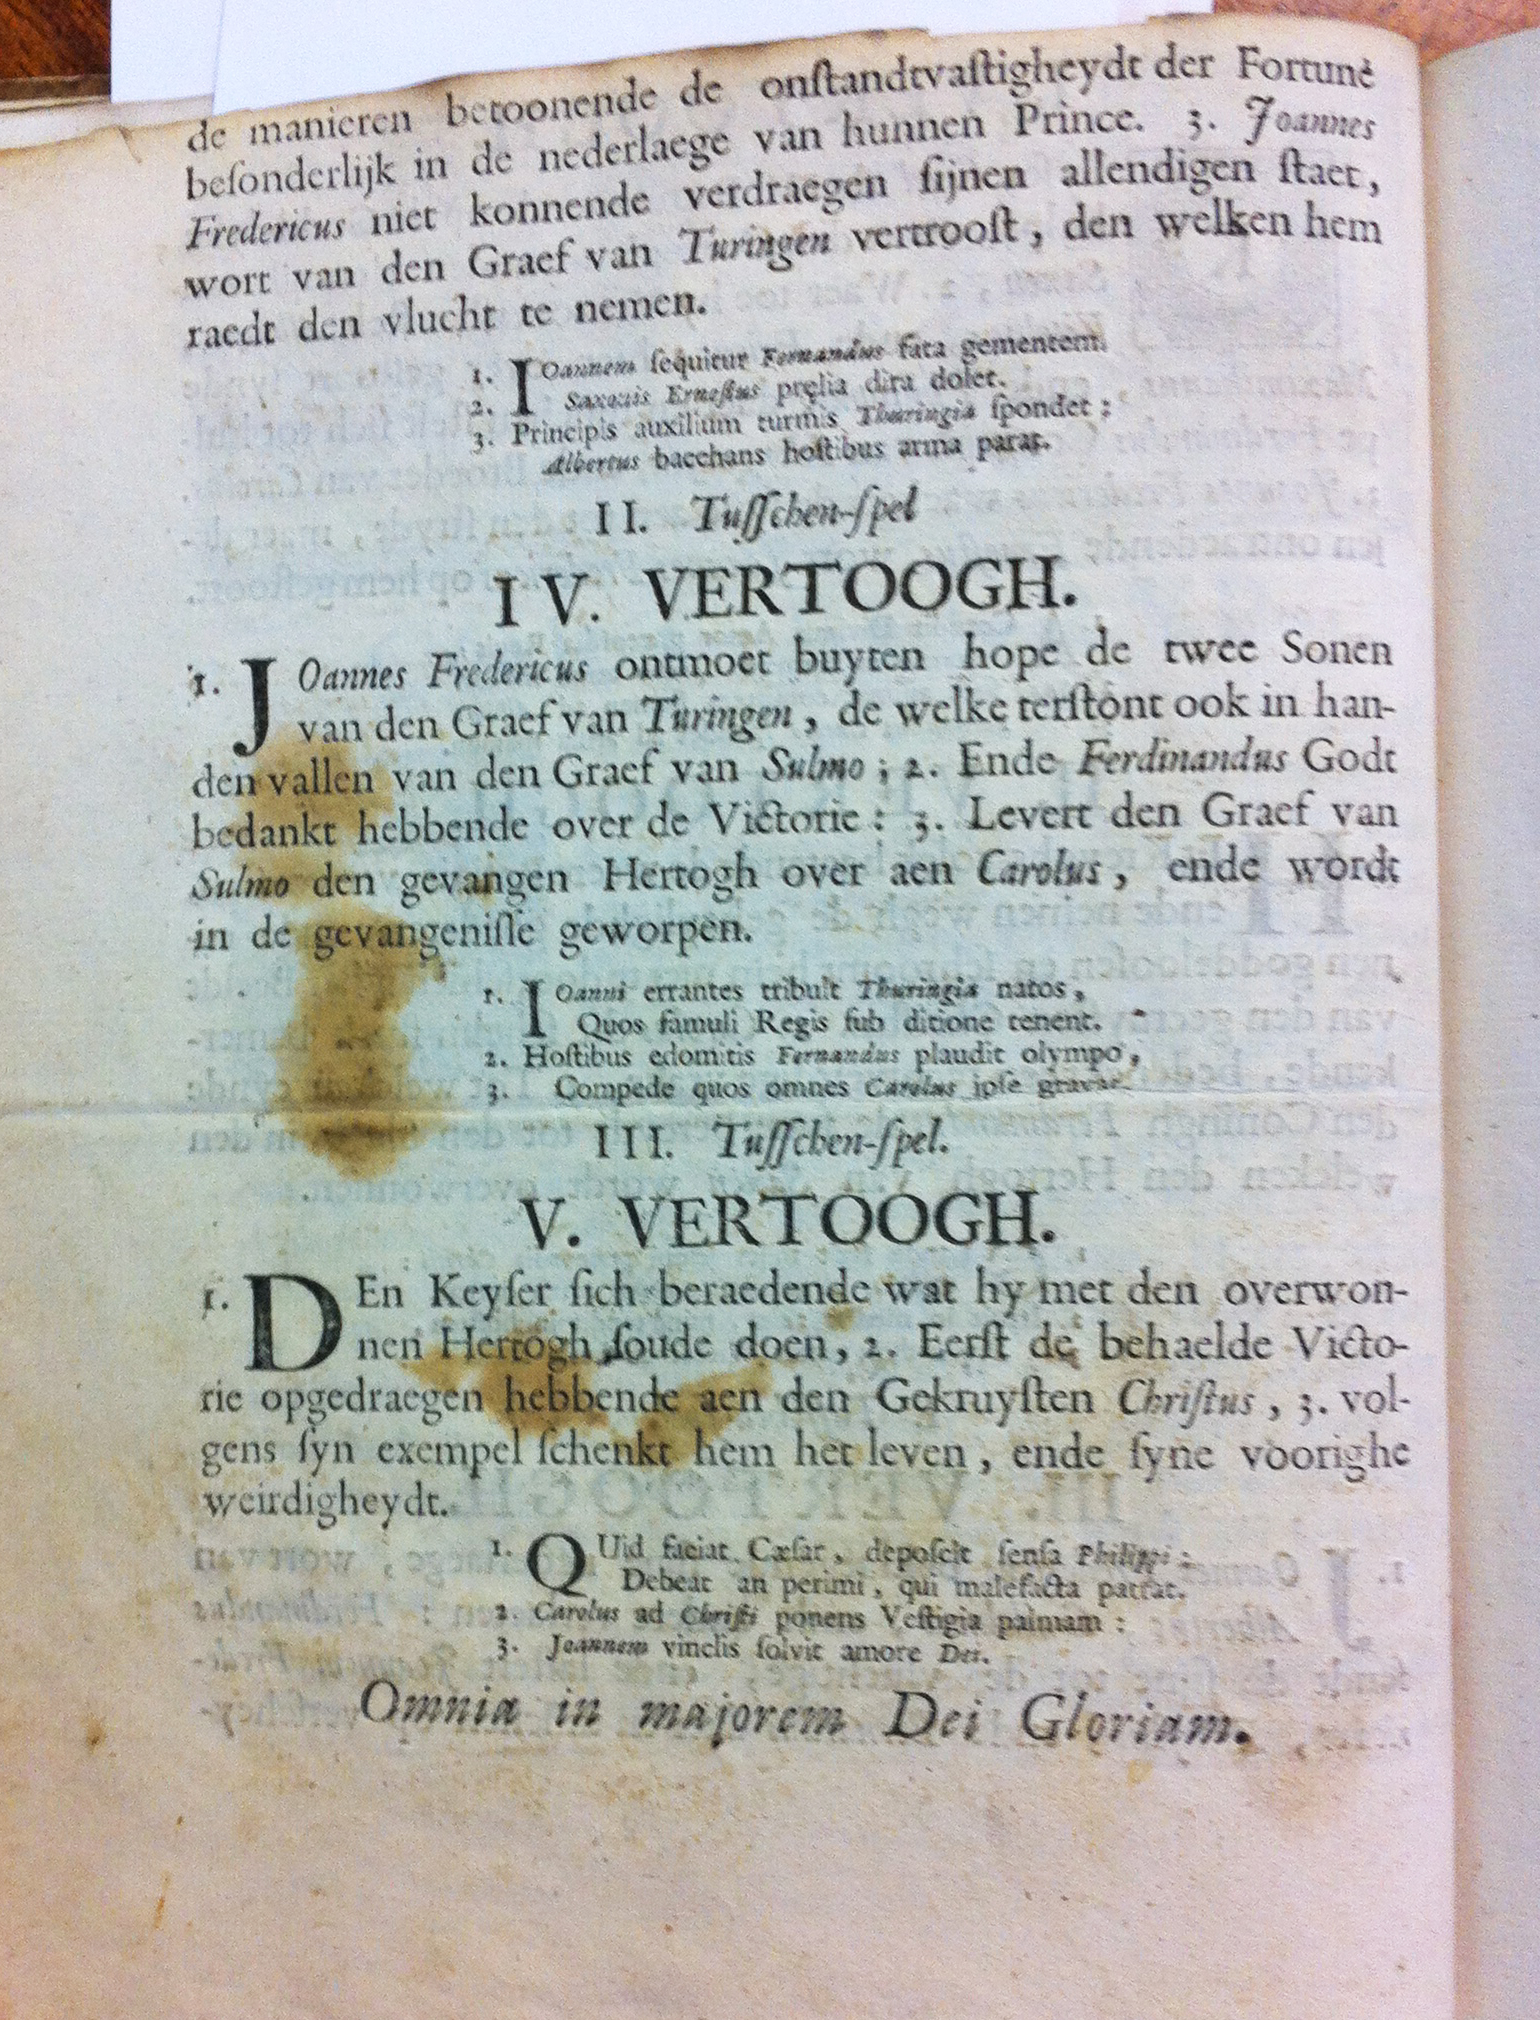 de manieren betoonende de onſtandtvaſtigheydt der Fortune
beſonderlijk in de nederlaege van hunnen Prince. 3. Joannes
Fredericus niet konnende verdraegen ſijnen allendigen ſtaet,
wort van den Graef van Turingen vertrooſt, den welken hem
raedt den vlucht te nemen.
1. IOannem ſequitur Fernandus fata gementem.
2. Saxoniis Erneſtus pręlia dira dolet.
3. Principis auxilium turmis Thuringia ſpondet:
Albertus bacchans hoſtibus arma parat.
II. Tuſſchen-ſpel
IV. VERTOOGH.
1. JOannes Fredericus ontmoet buyten hope de twee Sonen
van den Graef van Turingen, de welke terſtont ook in han-
den vallen van den Graef van Sulmo; 2. Ende Ferdinandus Godt
bedankt hebbende over de Victorie: 3. Levert den Graef van
Sulmo den gevangen Hertogh over aen Carolus, ende wordt
in de gevangeniſſe geworpen.
1. IOanni errantes tribuit Thuringia natos,
Quos famuli Regis ſub ditione tenent.
2. Hoſtibus edomitis Fernandus plaudit olympo,
3. Compede quos omnes Carolus ipſe gravat.
III. Tuſſchen-ſpel.
V. VERTOOGH.
1. DEn Keyſer ſich beraedende wat hy met den overwon-
nen Hertogh ſoude doen, 2. Eerſt de behaelde Victo-
rie opgedraegen hebbende aen den Gekruyſten Chriſtus, 3. vol-
gens ſyn exempel ſchenkt hem het leven, ende ſyne voorighe
weirdigheydt.
1. QUid faciat Cæſar, depoſcit ſenſa Philippi:
Debeat an perimi, qui malefacta patrat.
2. Carolus ad Chriſti ponens Veſtigia palmam:
3. Joannem vinclis ſolvit amore Dei.
Omnia in majorem Dei Gloriam.